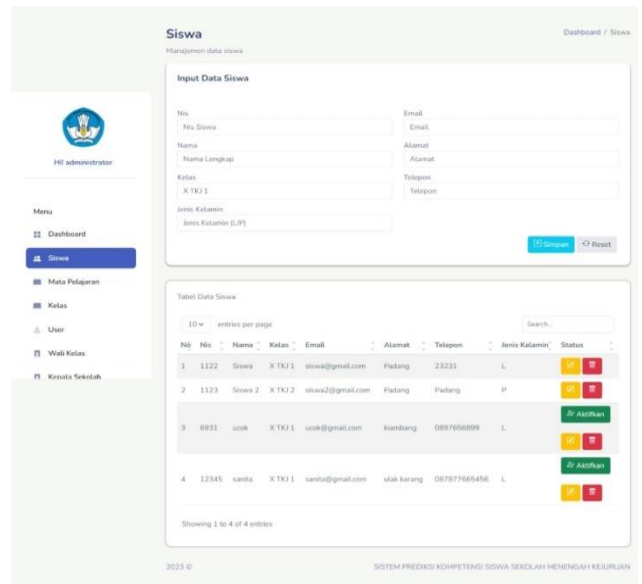 Siswa
Dashboard / Siswa
Manajemen data siswa
Input Data Siswa
Nis
Nis Siswa
Email
Email
Nama
Nama Lengkap
Alamat
Alamat
Kelas
X TKJ 1
Telepon
Telepon
Jenis Kelamin
Jenis Kelamin (L/P)
Simpan Reset
Hi! administrator
Menu
Dashboard
Siswa
Mata Pelajaran
Kelas
User
Wali Kelas
Kepala Sekolah
Tabel Data Siswa
10 entries per page
Search...
No Nis Nama Kelas Email Alamat Telepon Jenis Kelamin Status
1 1122 Siswa X TKJ 1 siswa@gmail.com Padang 23231 L
2 1123 Siswa 2 X TKJ 2 siswa2@gmail.com Padang Padang P
3 6931 ucok X TKJ 1 ucok@gmail.com kiambang 0897656899 L Aktifkan
4 12345 sanita X TKJ 1 sanita@gmail.com ulak karang 087877665456 L Aktifkan
Showing 1 to 4 of 4 entries
2023 ©
SISTEM PREDIKSI KOMPETENSI SISWA SEKOLAH MENENGAH KEJURUAN